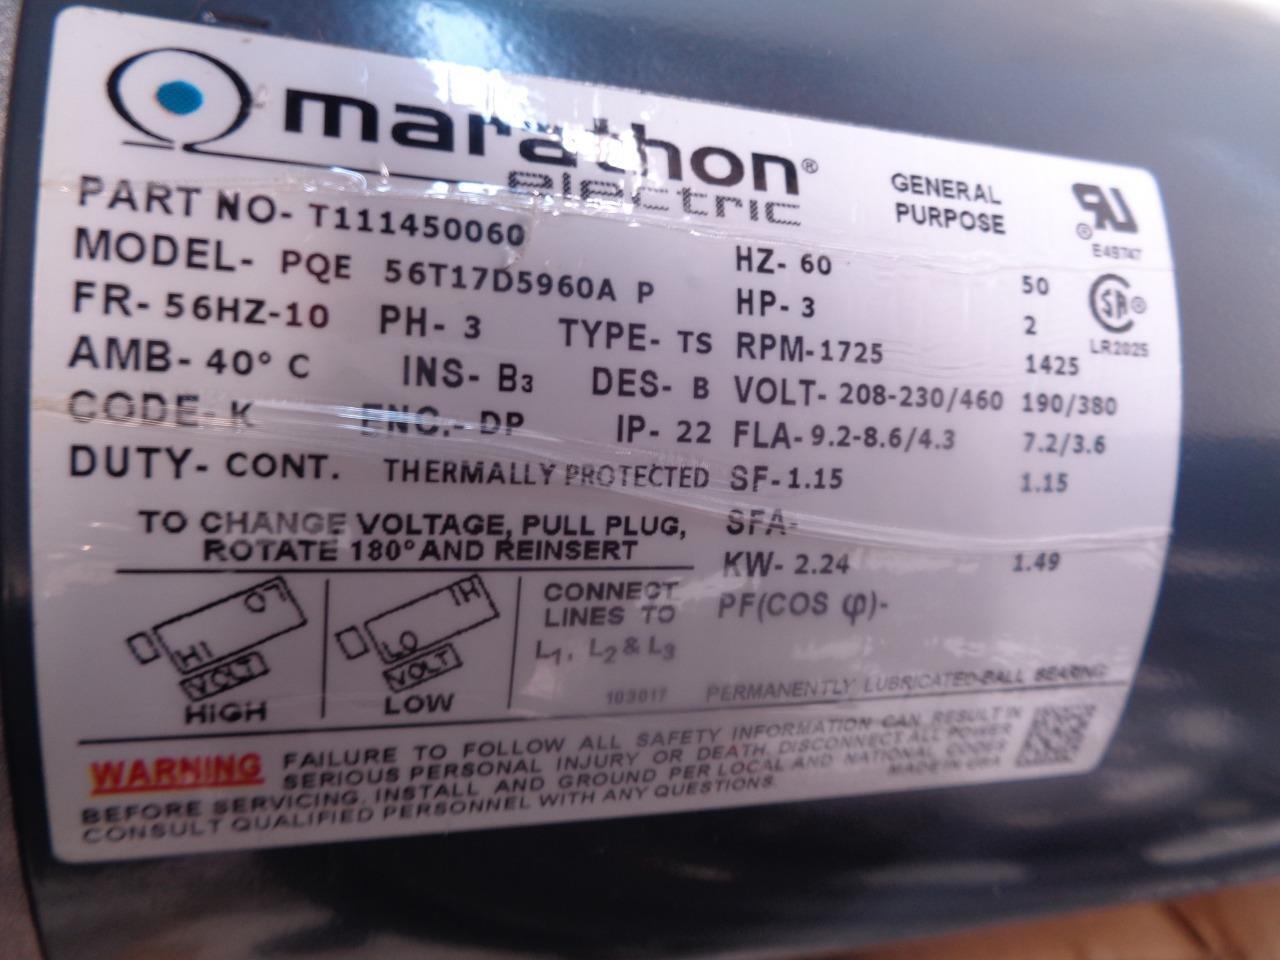 marathon®
electric
GENERAL
PURPOSE
E49747
LR2025
PART NO- T111450060
MODEL- PQE 56T17D5960A P
FR- 56HZ-10 PH- 3 TYPE- TS
AMB- 40° C INS- B3 DES- B
CODE- K ENC.- DP IP- 22
DUTY- CONT. THERMALLY PROTECTED
HZ- 60 50
HP- 3 2
RPM-1725 1425
VOLT- 208-230/460 190/380
FLA- 9.2-8.6/4.3 7.2/3.6
SF-1.15 1.15
SFA-
KW- 2.24 1.49
PF(COS φ)-
TO CHANGE VOLTAGE, PULL PLUG,
ROTATE 180° AND REINSERT
LO
HI
VOLT
HIGH
HI
LO
VOLT
LOW
CONNECT
LINES TO
L1, L2 & L3
103017 PERMANENTLY LUBRICATED-BALL BEARING
WARNING FAILURE TO FOLLOW ALL SAFETY INFORMATION CAN RESULT IN
SERIOUS PERSONAL INJURY OR DEATH. DISCONNECT ALL POWER
BEFORE SERVICING. INSTALL AND GROUND PER LOCAL AND NATIONAL CODES
CONSULT QUALIFIED PERSONNEL WITH ANY QUESTIONS. MADE IN